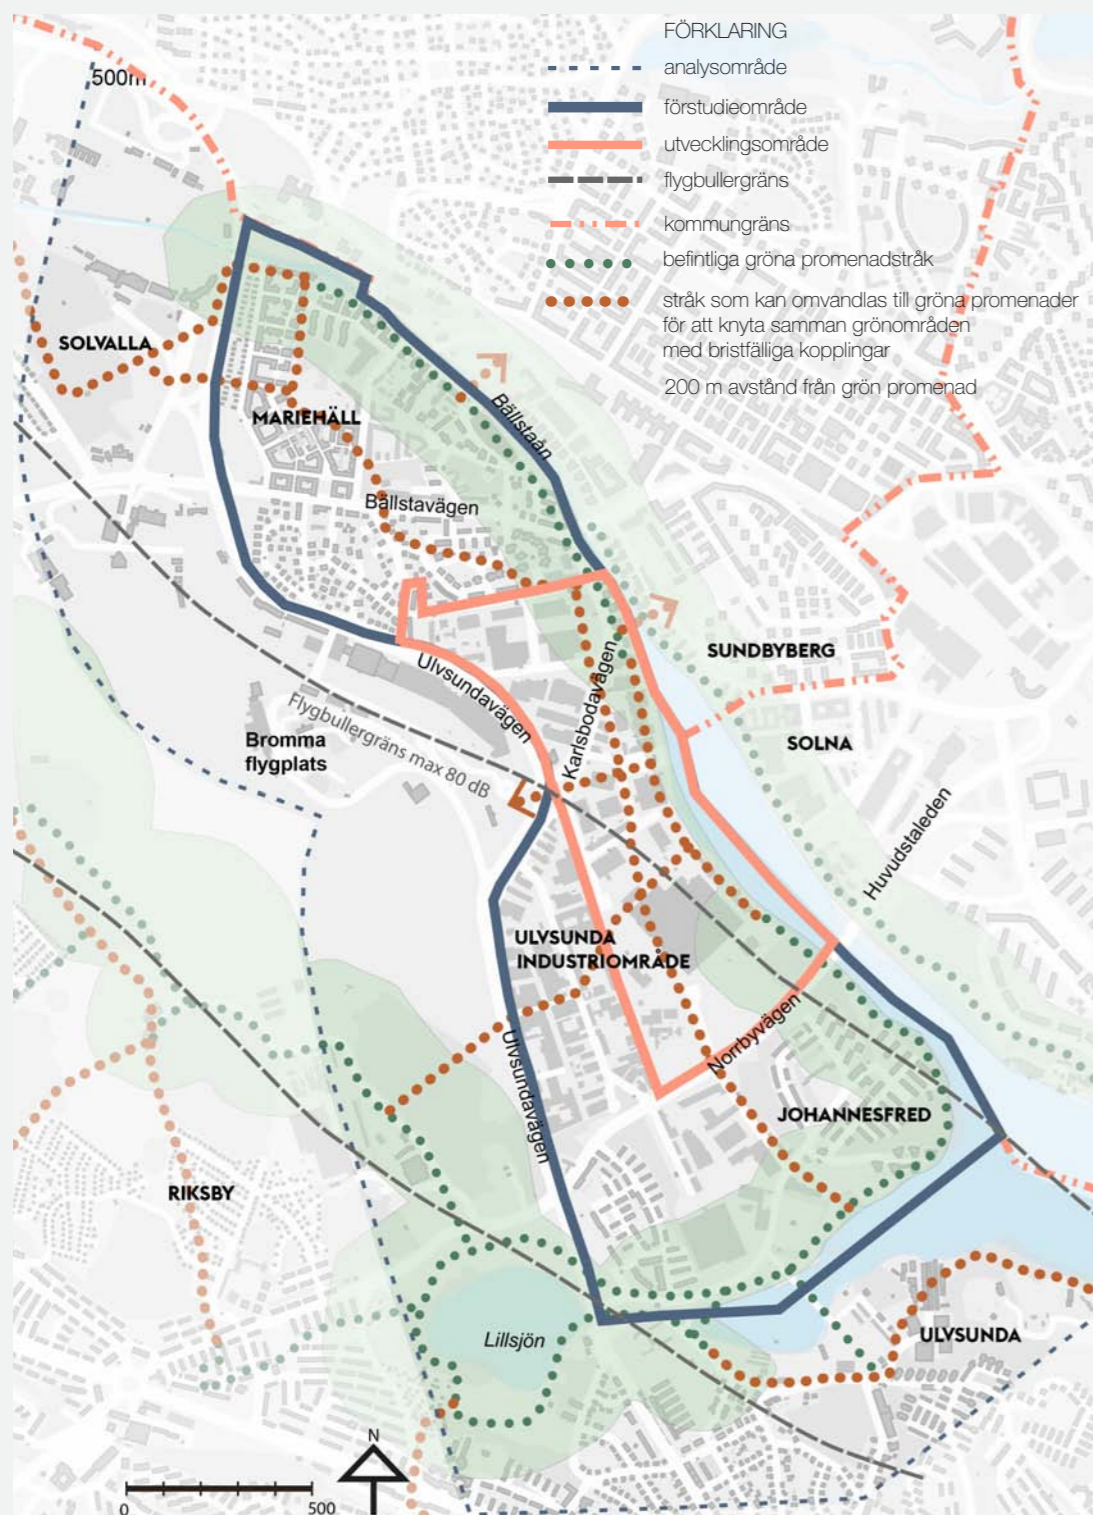 FÖRKLARING
500m
analysområde
förstudieområde
utvecklingsområde
flygbullergräns
kommungräns
befintliga gröna promenadstråk
stråk som kan omvandlas till gröna promenader
för att knyta samman grönområden
med bristfälliga kopplingar
200 m avstånd från grön promenad
SOLVALLA
MARIEHÄLL
Bällstaån
Bällstavägen
SUNDBYBERG
Ulvsundavägen
Karlsbodavägen
Flygbullergräns max 80 dB
Bromma
flygplats
SOLNA
Huvudstaleden
ULVSUNDA
INDUSTRIOMRÅDE
Norrbyvägen
Ulvsundavägen
JOHANNESFRED
RIKSBY
Lillsjön
ULVSUNDA
N
0
500